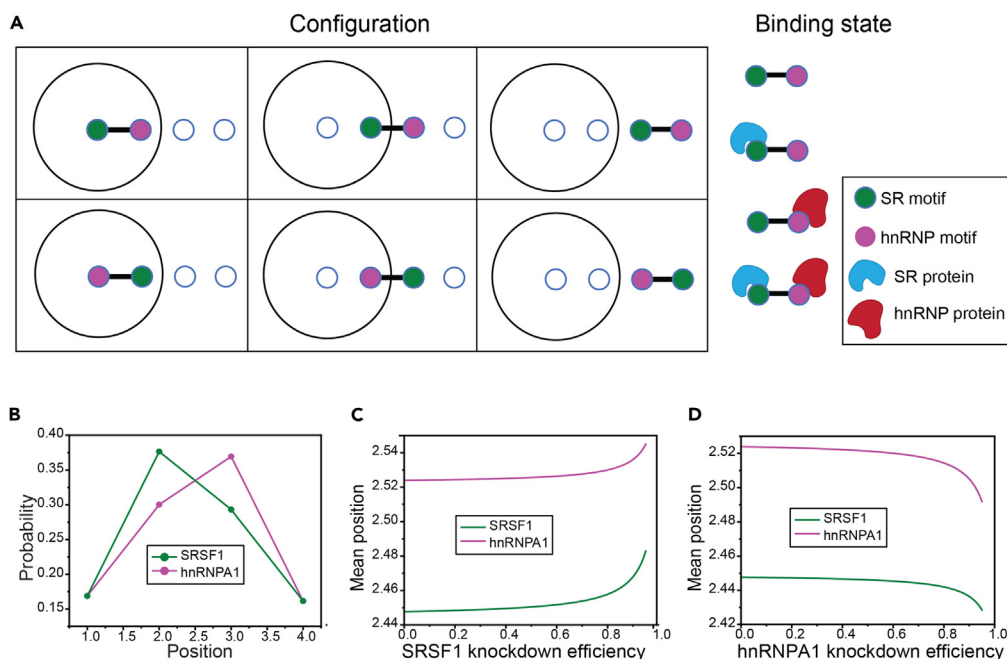 A
Configuration
Binding state
SR motif
hnRNP motif
SR protein
hnRNP protein
B
0.40
0.35
0.30
0.25
0.20
0.15
Probability
SRSF1
hnRNPA1
1.0 1.5 2.0 2.5 3.0 3.5 4.0
Position
C
2.54
2.52
2.50
2.48
2.46
2.44
Mean position
SRSF1
hnRNPA1
0.0 0.2 0.4 0.6 0.8 1.0
SRSF1 knockdown efficiency
D
2.52
2.50
2.48
2.46
2.44
2.42
Mean position
SRSF1
hnRNPA1
0.0 0.2 0.4 0.6 0.8 1.0
hnRNPA1 knockdown efficiency